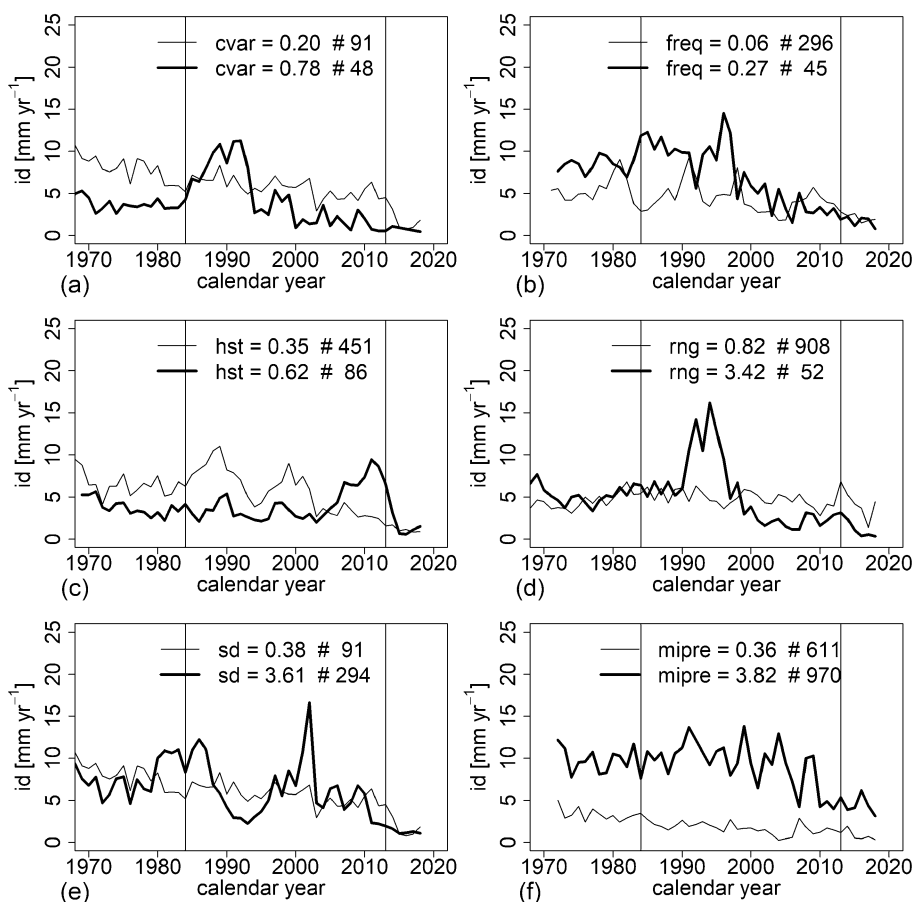 cvar = 0.20 # 91
cvar = 0.78 # 48
id [mm yr⁻¹]
0 5 10 15 20 25
1970 1980 1990 2000 2010 2020
calendar year
(a)
freq = 0.06 # 296
freq = 0.27 # 45
id [mm yr⁻¹]
0 5 10 15 20 25
1970 1980 1990 2000 2010 2020
calendar year
(b)
hst = 0.35 # 451
hst = 0.62 # 86
id [mm yr⁻¹]
0 5 10 15 20 25
1970 1980 1990 2000 2010 2020
calendar year
(c)
rng = 0.82 # 908
rng = 3.42 # 52
id [mm yr⁻¹]
0 5 10 15 20 25
1970 1980 1990 2000 2010 2020
calendar year
(d)
sd = 0.38 # 91
sd = 3.61 # 294
id [mm yr⁻¹]
0 5 10 15 20 25
1970 1980 1990 2000 2010 2020
calendar year
(e)
mipre = 0.36 # 611
mipre = 3.82 # 970
id [mm yr⁻¹]
0 5 10 15 20 25
1970 1980 1990 2000 2010 2020
calendar year
(f)